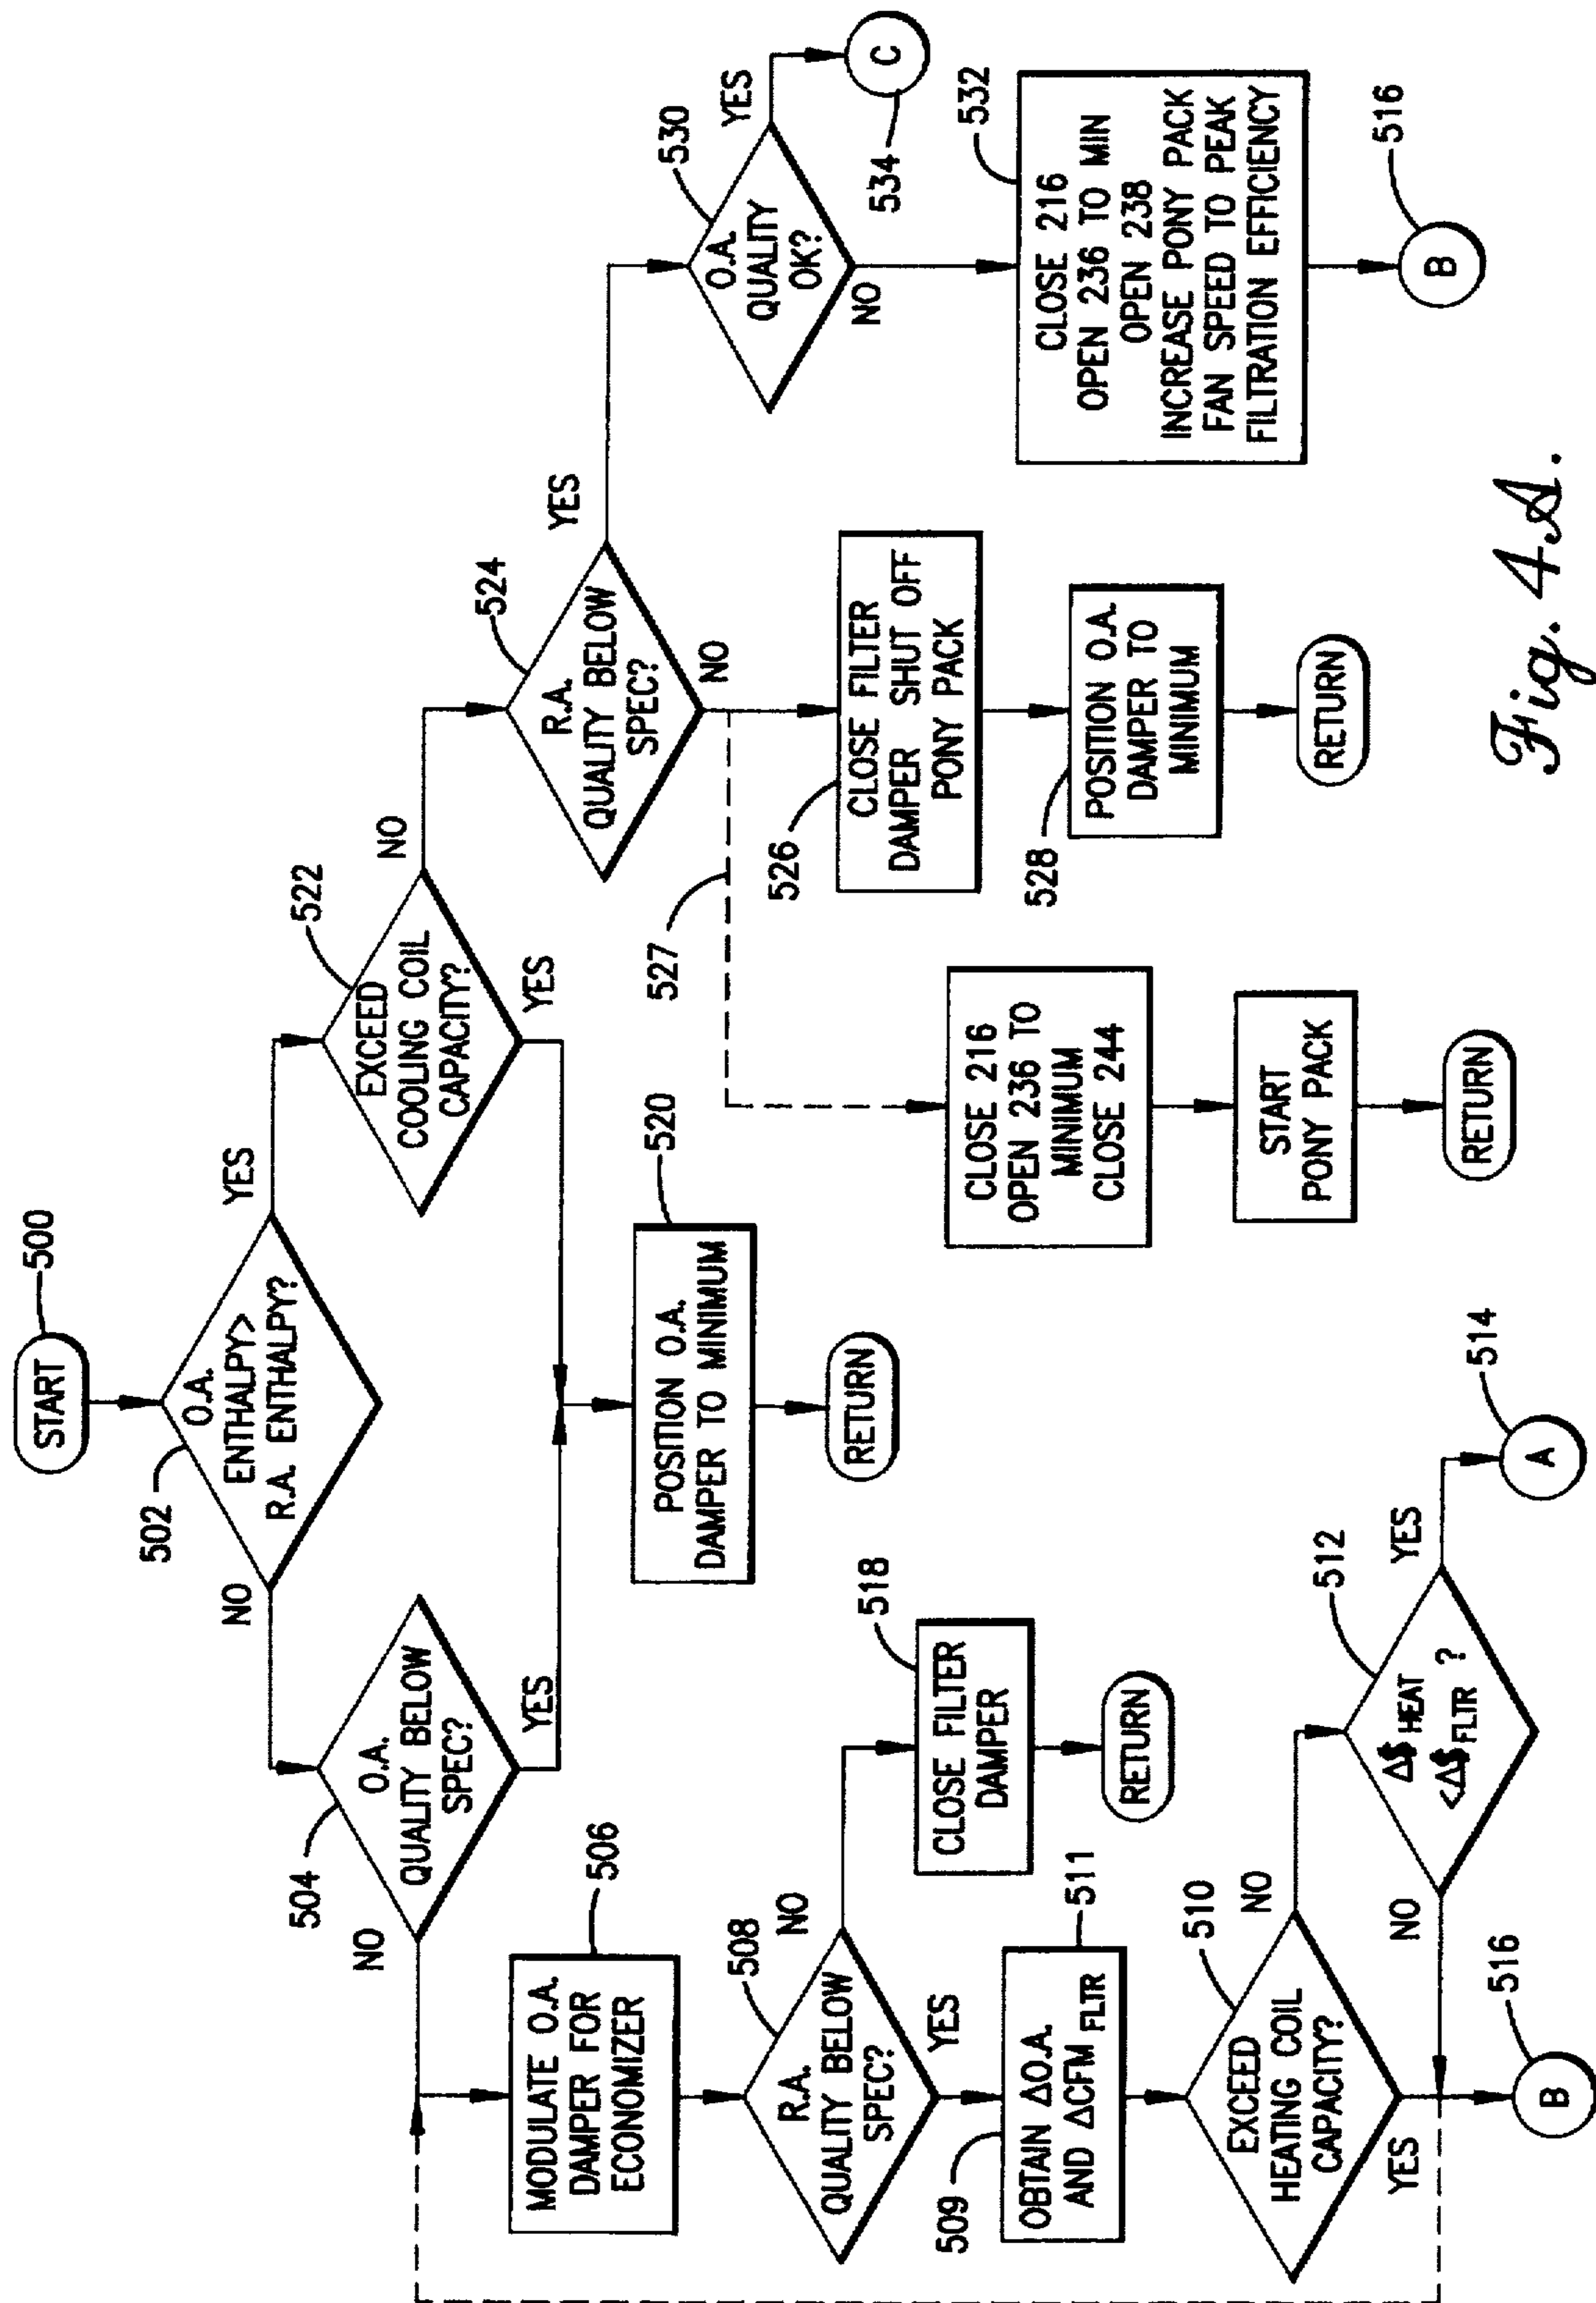 START
500
O.A.
ENTHALPY>
R.A. ENTHALPY?
502
NO
YES
O.A.
QUALITY BELOW
SPEC?
504
NO
YES
EXCEED
COOLING COIL
CAPACITY?
522
NO
YES
MODULATE O.A.
DAMPER FOR
ECONOMIZER
506
POSITION O.A.
DAMPER TO MINIMUM
520
RETURN
R.A.
QUALITY BELOW
SPEC?
524
YES
NO
527
R.A.
QUALITY BELOW
SPEC?
508
NO
YES
CLOSE FILTER
DAMPER
518
RETURN
OBTAIN ΔO.A.
AND ΔCFM FLTR
509
511
EXCEED
HEATING COIL
CAPACITY?
510
NO
YES
Δ$ HEAT
<Δ$ FLTR ?
512
NO
YES
A
514
B
516
CLOSE 216
OPEN 236 TO
MINIMUM
CLOSE 244
START
PONY PACK
RETURN
CLOSE FILTER
DAMPER SHUT OFF
PONY PACK
526
POSITION O.A.
DAMPER TO
MINIMUM
528
RETURN
O.A.
QUALITY
OK?
530
YES
NO
C
534
CLOSE 216
OPEN 236 TO MIN
OPEN 238
INCREASE PONY PACK
FAN SPEED TO PEAK
FILTRATION EFFICIENCY
532
B
516
Fig. 4A.